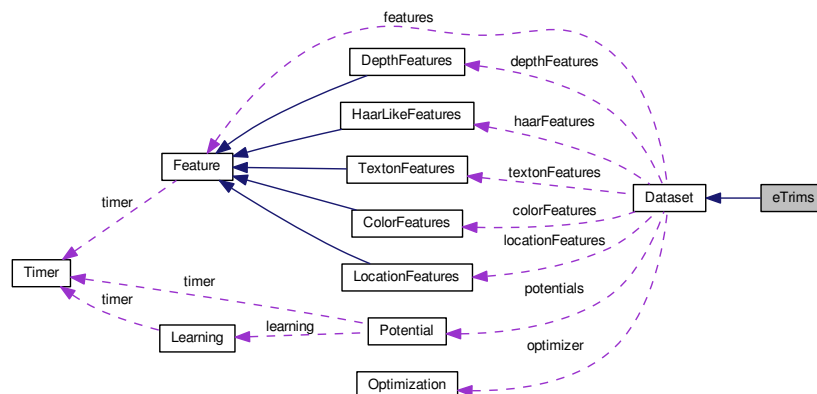 features
DepthFeatures
depthFeatures
HaarLikeFeatures
haarFeatures
Feature
TextonFeatures
textonFeatures
Dataset
eTrims
timer
ColorFeatures
colorFeatures
locationFeatures
Timer
LocationFeatures
timer
potentials
timer
learning
Learning
Potential
optimizer
Optimization